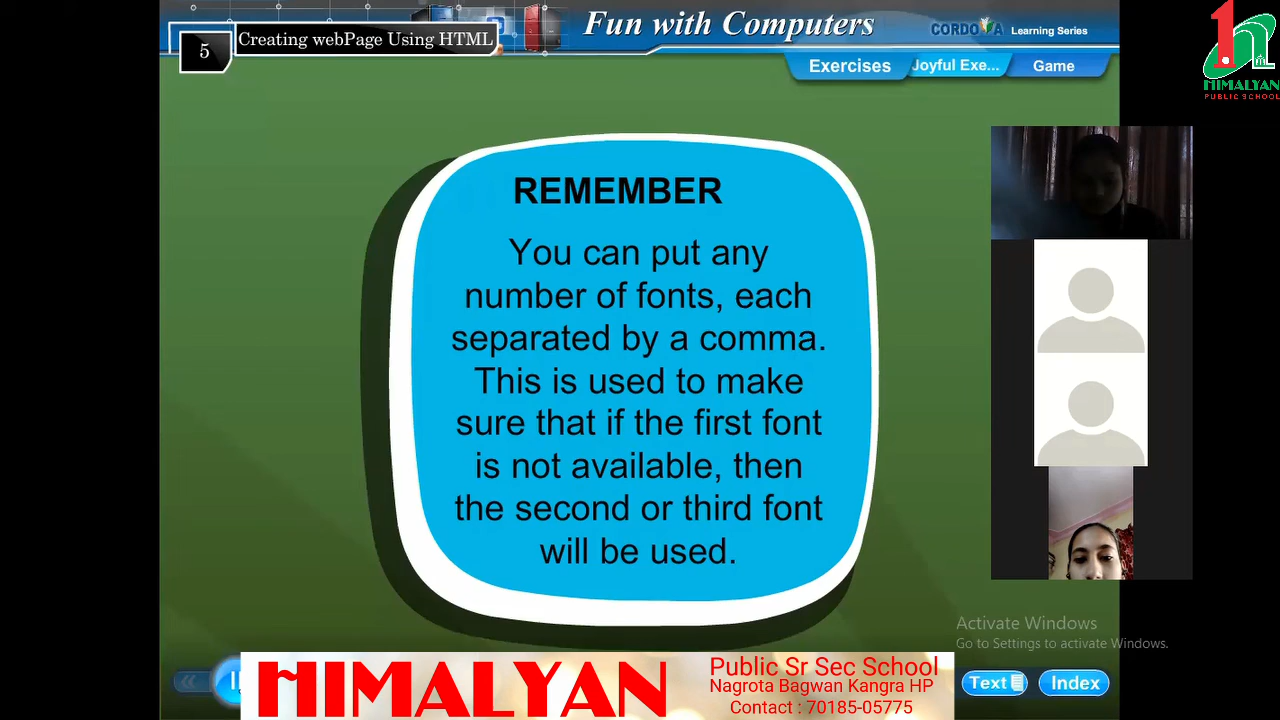 5
Creating webPage Using HTML
Fun with Computers
CORDOVA Learning Series
Exercises
Joyful Exe...
Game
HIMALYAN
PUBLIC SCHOOL
REMEMBER
You can put any
number of fonts, each
separated by a comma.
This is used to make
sure that if the first font
is not available, then
the second or third font
will be used.
Activate Windows
Go to Settings to activate Windows.
HIMALYAN
Public Sr Sec School
Nagrota Bagwan Kangra HP
Contact : 70185-05775
Text
Index